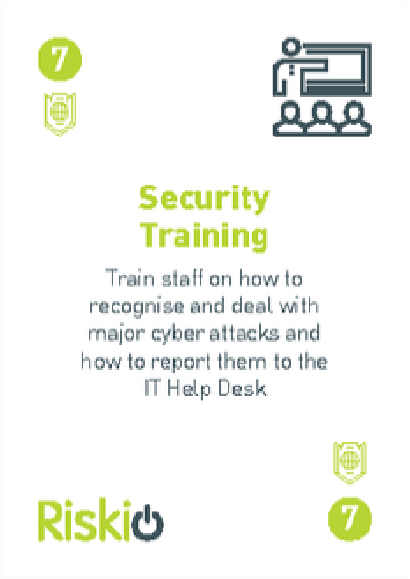 7
Security
Training
Train staff on how to
recognise and deal with
major cyber attacks and
how to report them to the
IT Help Desk
Riskio
7